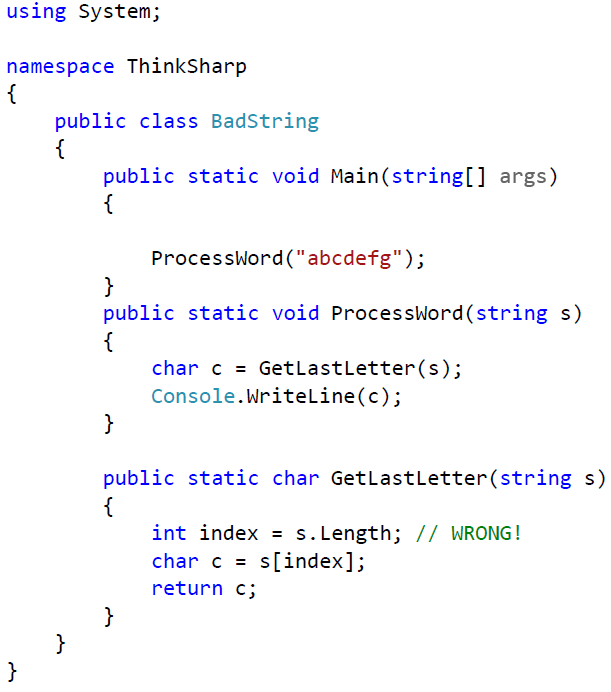 using System;

namespace ThinkSharp
{
    public class BadString
    {
        public static void Main(string[] args)
        {

            ProcessWord("abcdefg");
        }
        public static void ProcessWord(string s)
        {
            char c = GetLastLetter(s);
            Console.WriteLine(c);
        }

        public static char GetLastLetter(string s)
        {
            int index = s.Length; // WRONG!
            char c = s[index];
            return c;
        }
    }
}